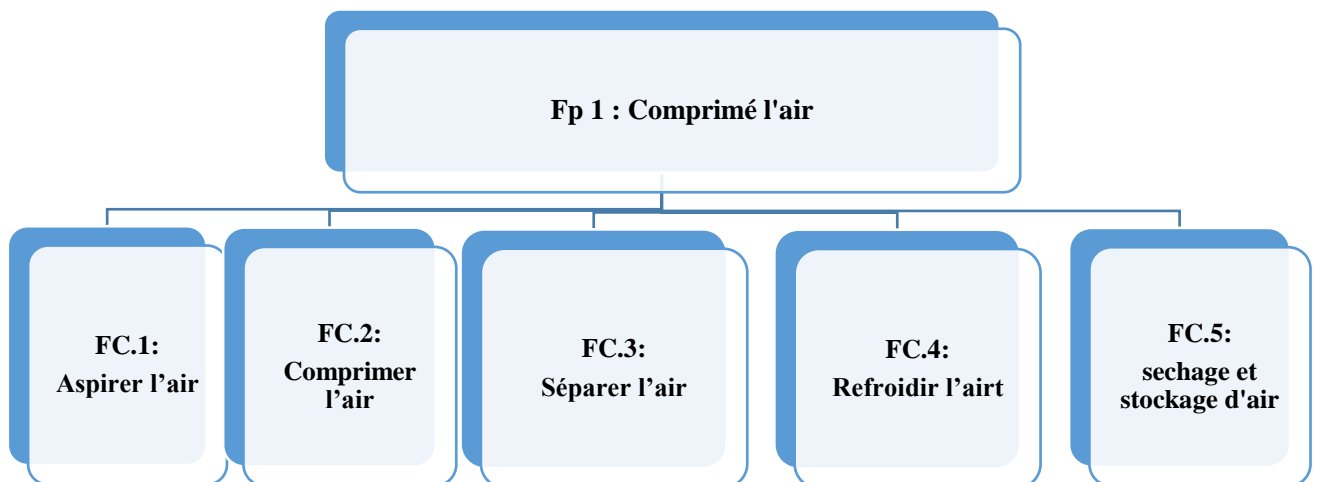 Fp 1 : Comprimé l'air
FC.1:
Aspirer l’air
FC.2:
Comprimer
l’air
FC.3:
Séparer l’air
FC.4:
Refroidir l’airt
FC.5:
sechage et
stockage d'air